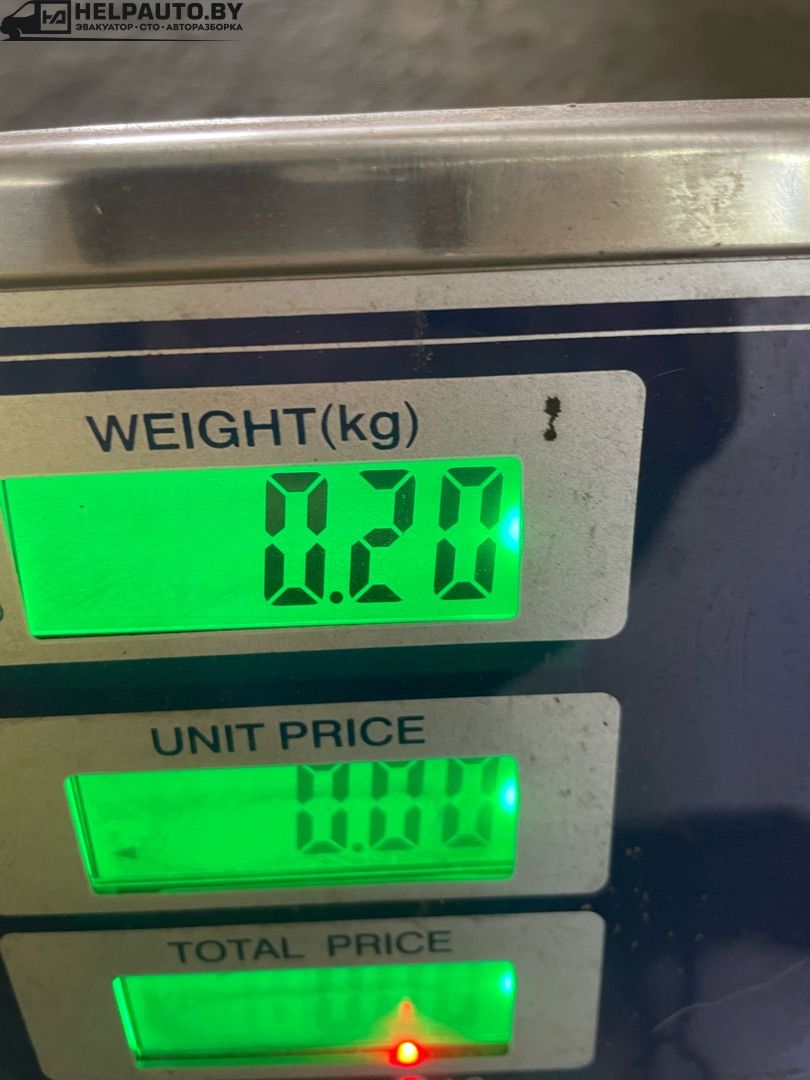 HELPAUTO.BY
ЭВАКУАТОР • СТО • АВТОРАЗБОРКА
WEIGHT(kg)
0.20
UNIT PRICE
0.00
TOTAL PRICE